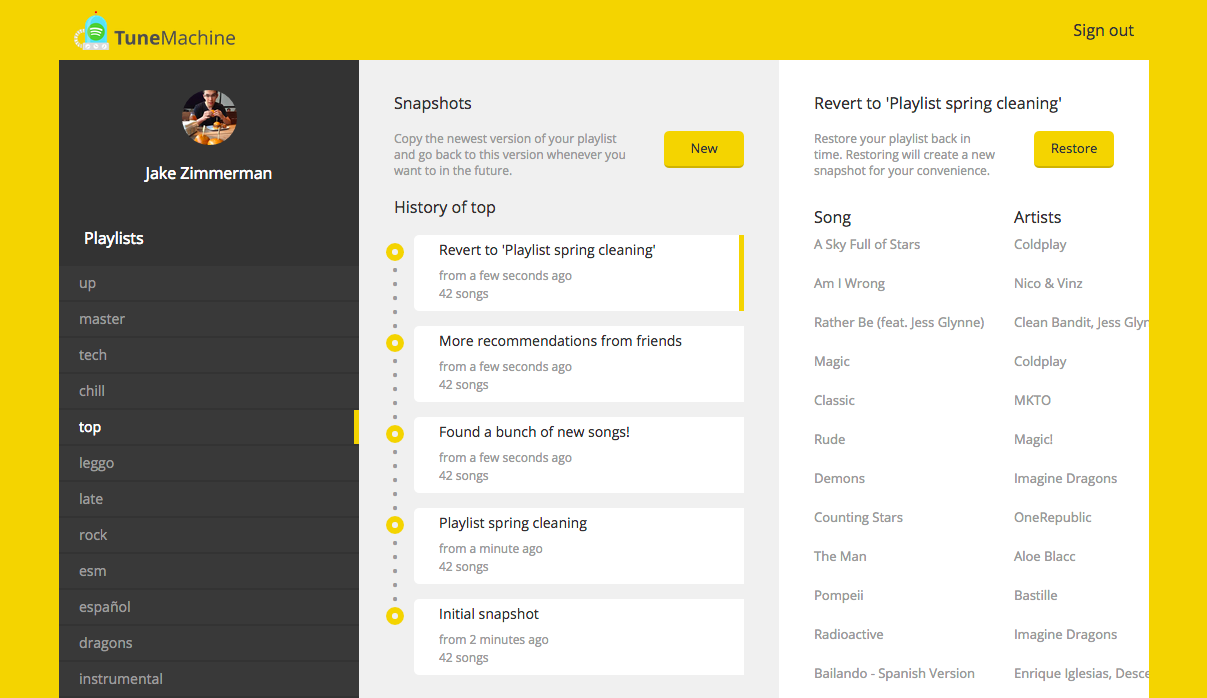 TuneMachine
Sign out
Jake Zimmerman
Playlists
up
master
tech
chill
top
leggo
late
rock
esm
español
dragons
instrumental
Snapshots
Copy the newest version of your playlist
and go back to this version whenever you
want to in the future.
New
History of top
Revert to 'Playlist spring cleaning'
from a few seconds ago
42 songs
More recommendations from friends
from a few seconds ago
42 songs
Found a bunch of new songs!
from a few seconds ago
42 songs
Playlist spring cleaning
from a minute ago
42 songs
Initial snapshot
from 2 minutes ago
42 songs
Revert to 'Playlist spring cleaning'
Restore your playlist back in
time. Restoring will create a new
snapshot for your convenience.
Restore
Song Artists
A Sky Full of Stars Coldplay
Am I Wrong Nico & Vinz
Rather Be (feat. Jess Glynne) Clean Bandit, Jess Glyn
Magic Coldplay
Classic MKTO
Rude Magic!
Demons Imagine Dragons
Counting Stars OneRepublic
The Man Aloe Blacc
Pompeii Bastille
Radioactive Imagine Dragons
Bailando - Spanish Version Enrique Iglesias, Desce